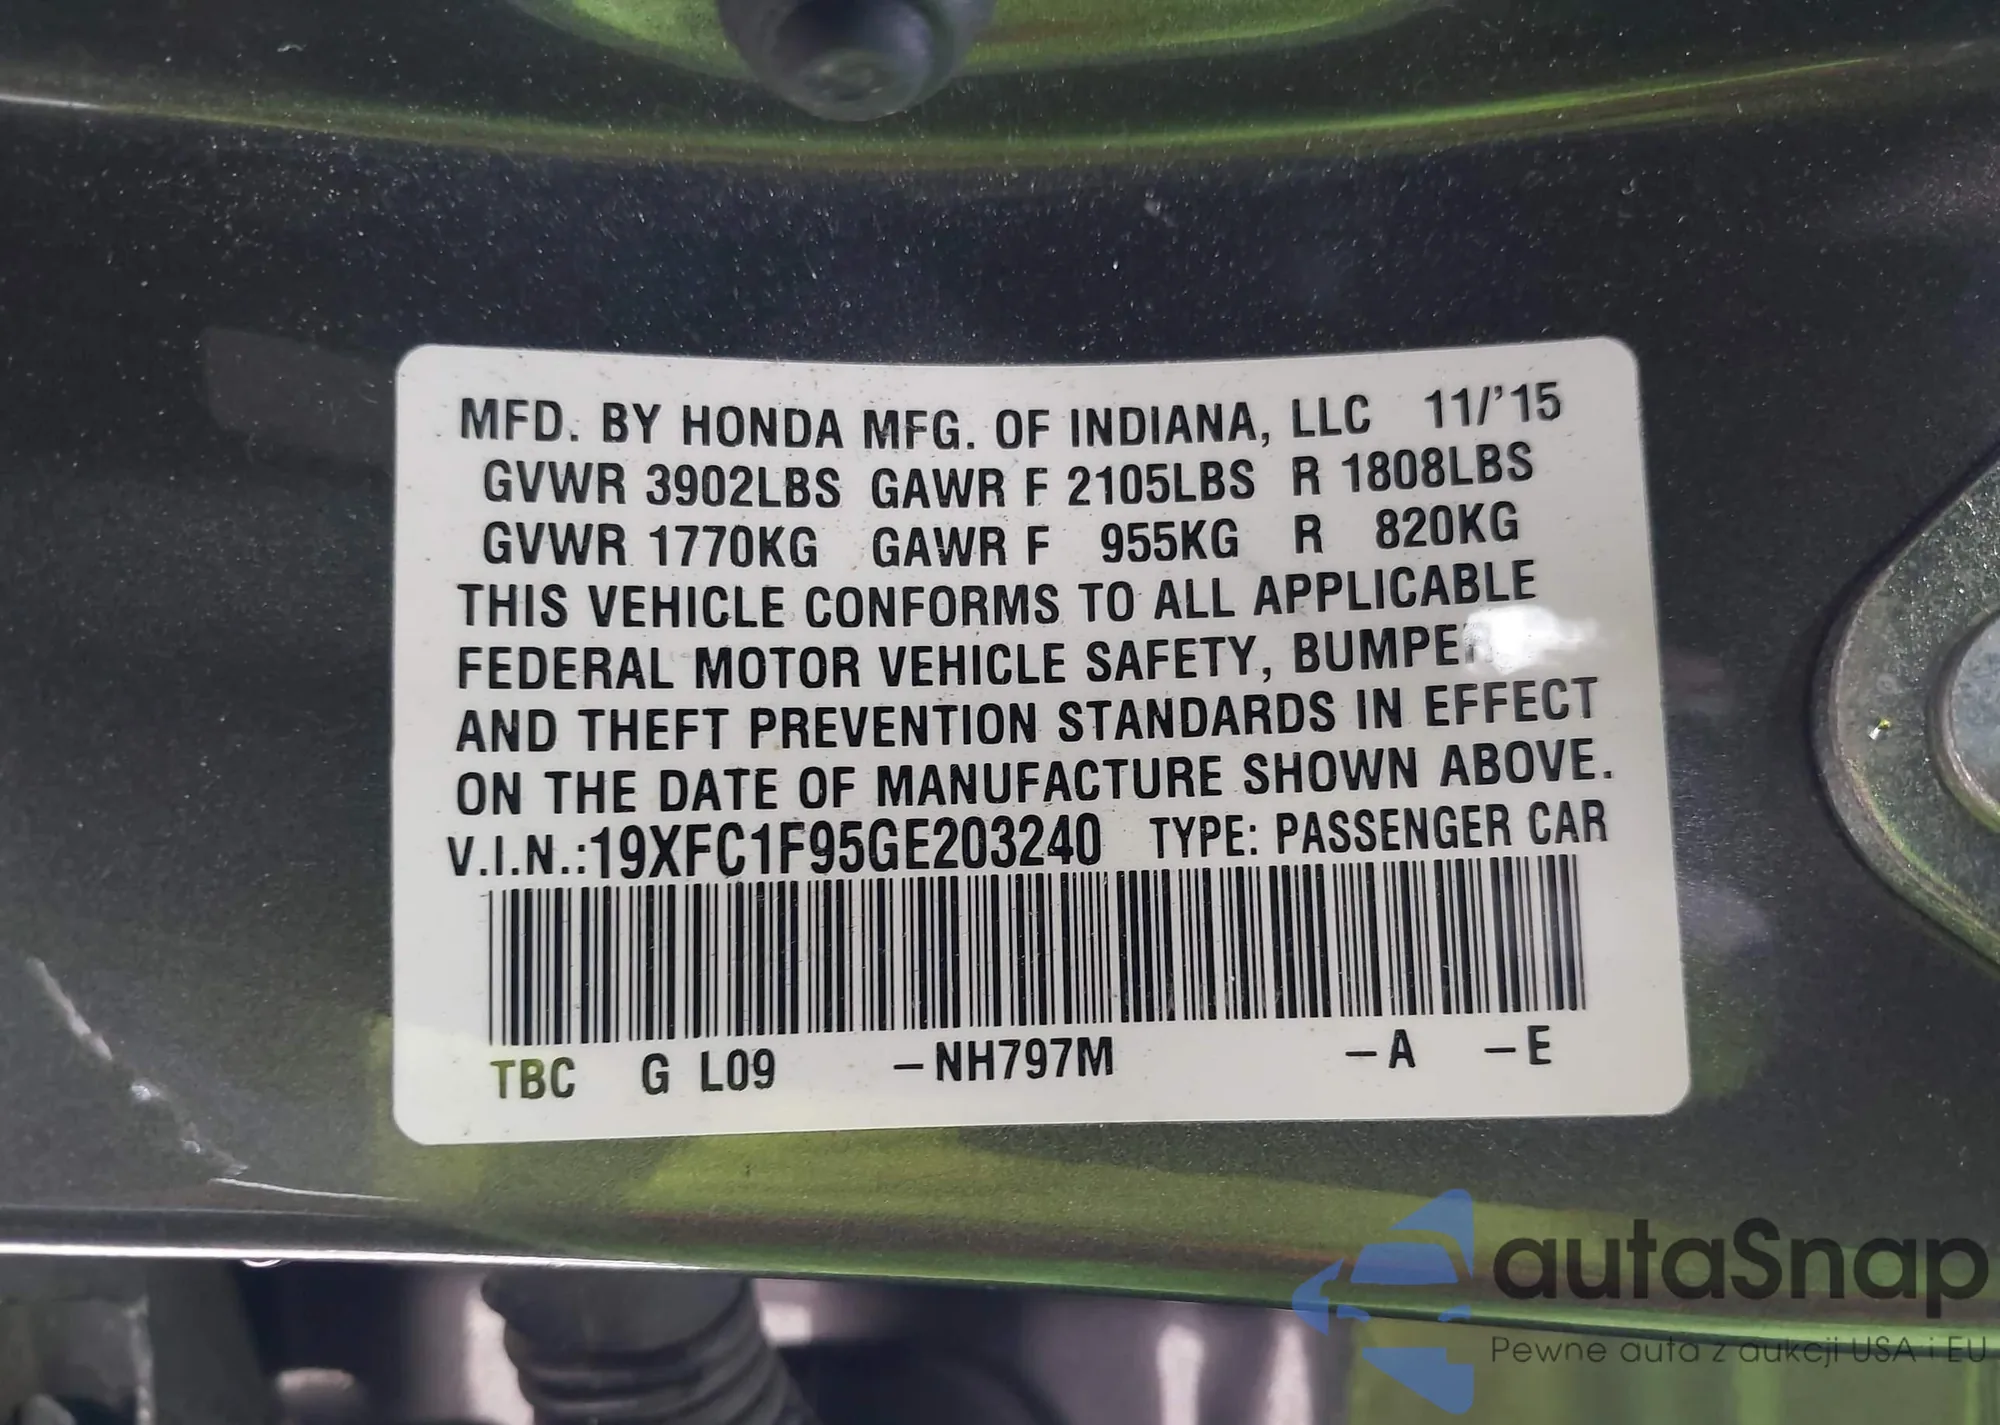 MFD. BY HONDA MFG. OF INDIANA, LLC 11/'15
GVWR 3902LBS GAWR F 2105LBS R 1808LBS
GVWR 1770KG GAWR F 955KG R 820KG
THIS VEHICLE CONFORMS TO ALL APPLICABLE
FEDERAL MOTOR VEHICLE SAFETY, BUMPER
AND THEFT PREVENTION STANDARDS IN EFFECT
ON THE DATE OF MANUFACTURE SHOWN ABOVE.
V.I.N.:19XFC1F95GE203240 TYPE: PASSENGER CAR
TBC G L09 –NH797M –A –E
autaSnap
Pewne auta z aukcji USA i EU